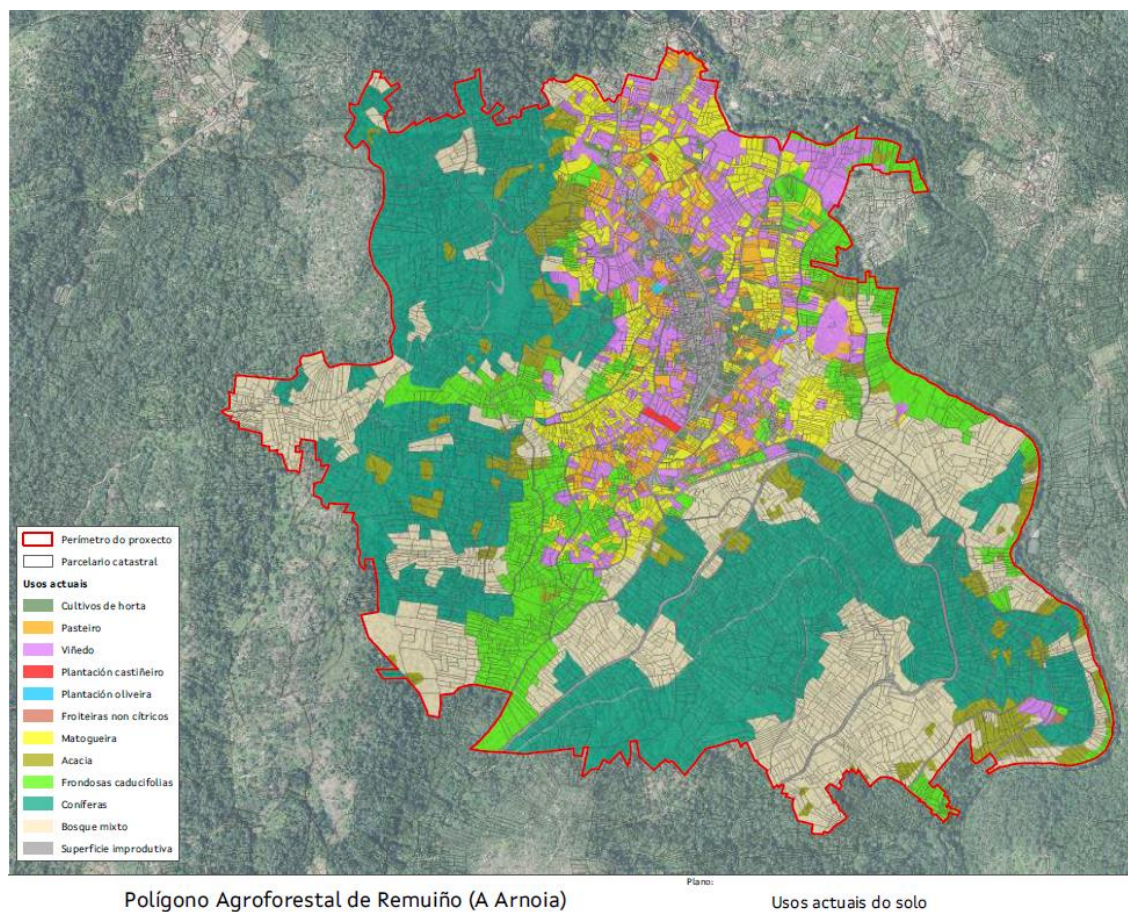 Perímetro do proxecto
Parcelario catastral
Usos actuais
Cultivos de horta
Pasteiro
Viñedo
Plantación castiñeiro
Plantación oliveira
Froiteiras non cítricos
Matogueira
Acacia
Frondosas caducifolias
Coníferas
Bosque mixto
Superficie improdutiva
Plano:
Polígono Agroforestal de Remuiño (A Arnoia)
Usos actuais do solo